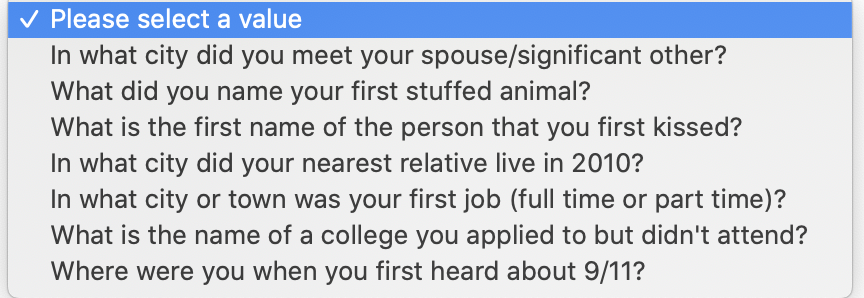 ✓ Please select a value
In what city did you meet your spouse/significant other?
What did you name your first stuffed animal?
What is the first name of the person that you first kissed?
In what city did your nearest relative live in 2010?
In what city or town was your first job (full time or part time)?
What is the name of a college you applied to but didn't attend?
Where were you when you first heard about 9/11?